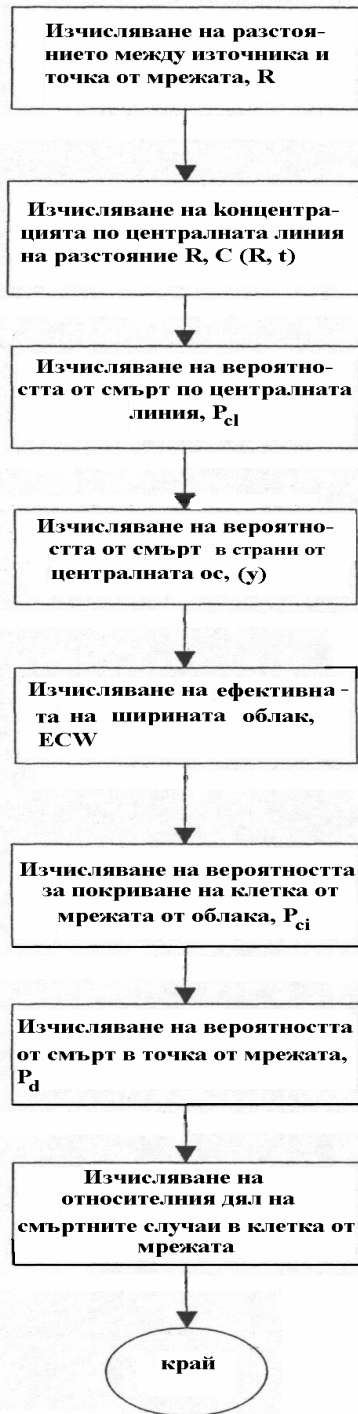 Изчисляване на разстоя-
нието между източника и
точка от мрежата, R
Изчисляване на концентра-
цията по централната линия
на разстояние R, C (R, t)
Изчисляване на вероятно-
стта от смърт по централната
линия, Pcl
Изчисляване на вероятно-
стта от смърт в страни от
централната ос, (y)
Изчисляване на ефективна -
та на ширината облак,
ECW
Изчисляване на вероятността
за покриване на клетка от
мрежата от облака, Pci
Изчисляване на вероятността
от смърт в точка от мрежата,
Pd
Изчисляване на
относителния дял на
смъртните случаи в клетка от
мрежата
край